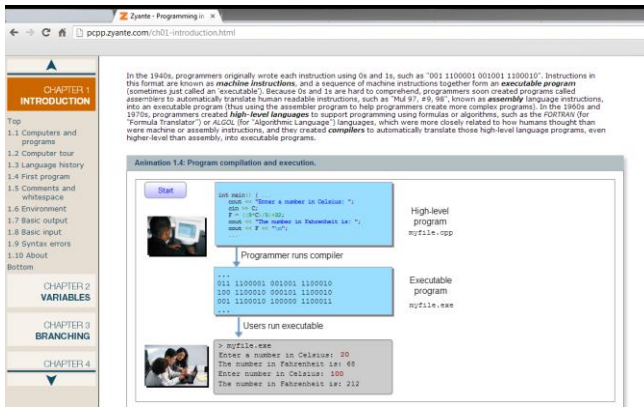 Zyante - Programming in
pcpp.zyante.com/ch01-introduction.html
CHAPTER 1
INTRODUCTION
Top
1.1 Computers and
programs
1.2 Computer tour
1.3 Language history
1.4 First program
1.5 Comments and
whitespace
1.6 Environment
1.7 Basic output
1.8 Basic input
1.9 Syntax errors
1.10 About
Bottom
CHAPTER 2
VARIABLES
CHAPTER 3
BRANCHING
CHAPTER 4
In the 1940s, programmers originally wrote each instruction using 0s and 1s, such as "001 1100001 001001 1100010". Instructions in
this format are known as machine instructions, and a sequence of machine instructions together form an executable program
(sometimes just called an 'executable'). Because 0s and 1s are hard to comprehend, programmers soon created programs called
assemblers to automatically translate human readable instructions, such as "Mul 97, #9, 98", known as assembly language instructions,
into an executable program (thus using the assembler program to help programmers create more complex programs). In the 1960s and
1970s, programmers created high-level languages to support programming using formulas or algorithms, such as the FORTRAN (for
"Formula Translator") or ALGOL (for "Algorithmic Language") languages, which were more closely related to how humans thought than
were machine or assembly instructions, and they created compilers to automatically translate those high-level language programs, even
higher-level than assembly, into executable programs.
Animation 1.4: Program compilation and execution.
Start
int main() { ...
cout << "Enter a number in Celsius: ";
cin >> C;
cout << "The number in Fahrenheit is: ";
cout << F << "\n";
...
High-level
program
myfile.cpp
Programmer runs compiler
...
011 1100001 001001 1100010
100 1100010 000101 1100010
001 1100010 100000 1100011
...
Executable
program
myfile.exe
Users run executable
> myfile.exe
Enter a number in Celsius: 20
The number in Fahrenheit is: 68
Enter number in Celsius: 100
The number in Fahrenheit is: 212